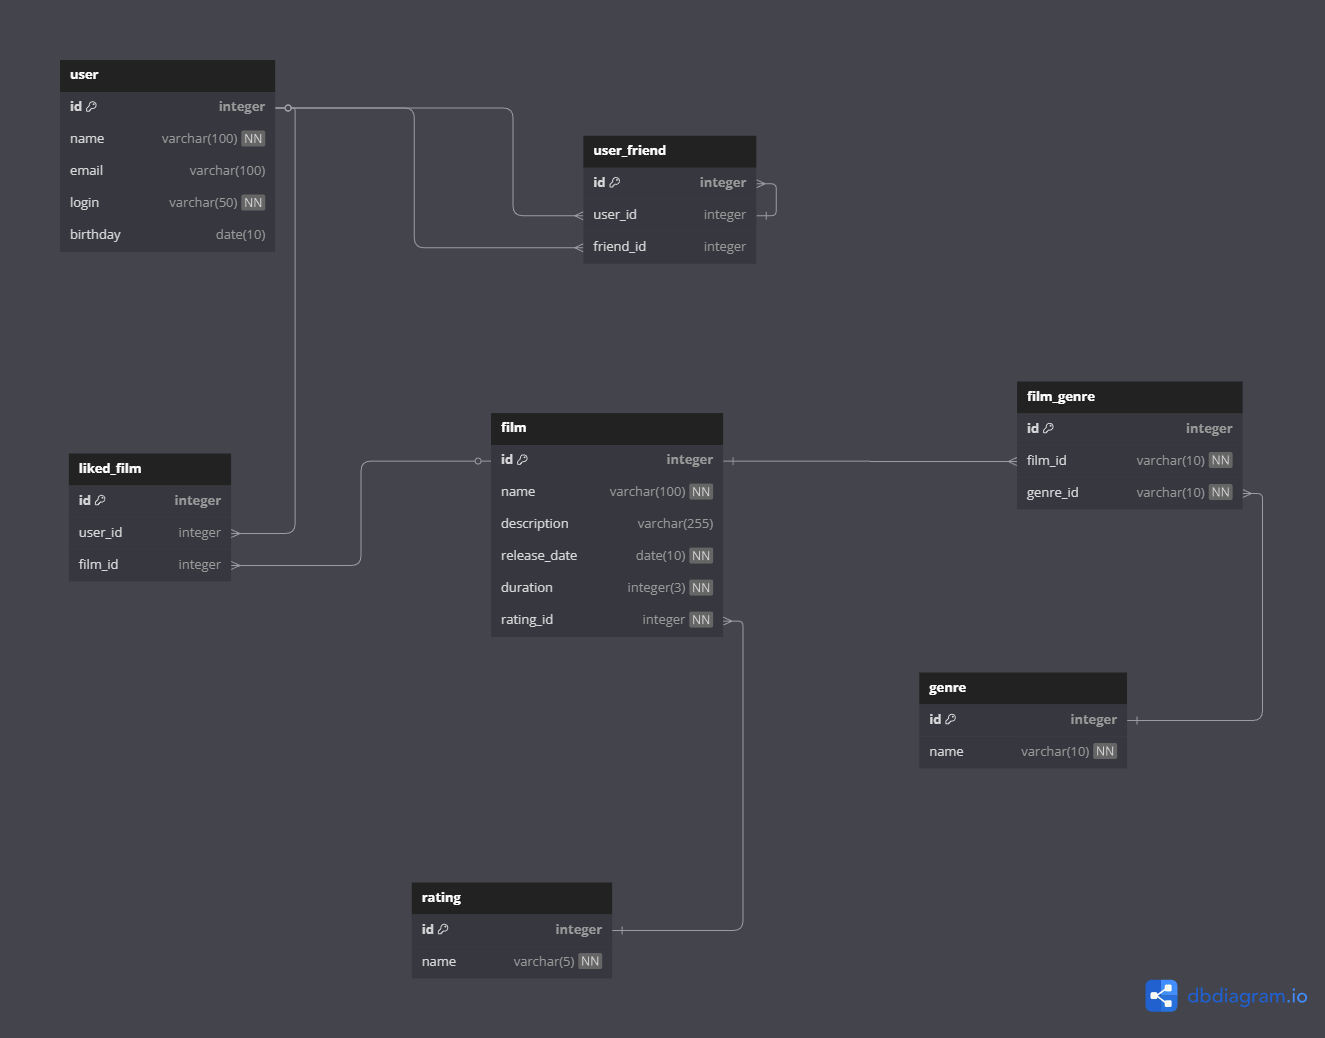 user
id integer
name varchar(100) NN
email varchar(100)
login varchar(50) NN
birthday date(10)
user_friend
id integer
user_id integer
friend_id integer
film_genre
id integer
film_id varchar(10) NN
genre_id varchar(10) NN
film
id integer
name varchar(100) NN
description varchar(255)
release_date date(10) NN
duration integer(3) NN
rating_id integer NN
liked_film
id integer
user_id integer
film_id integer
genre
id integer
name varchar(10) NN
rating
id integer
name varchar(5) NN
dbdiagram.io